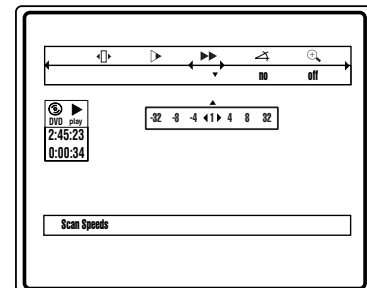 no off
DVD play
-32 -8 -4 1 4 8 32
2:45:23
0:00:34
Scan Speeds